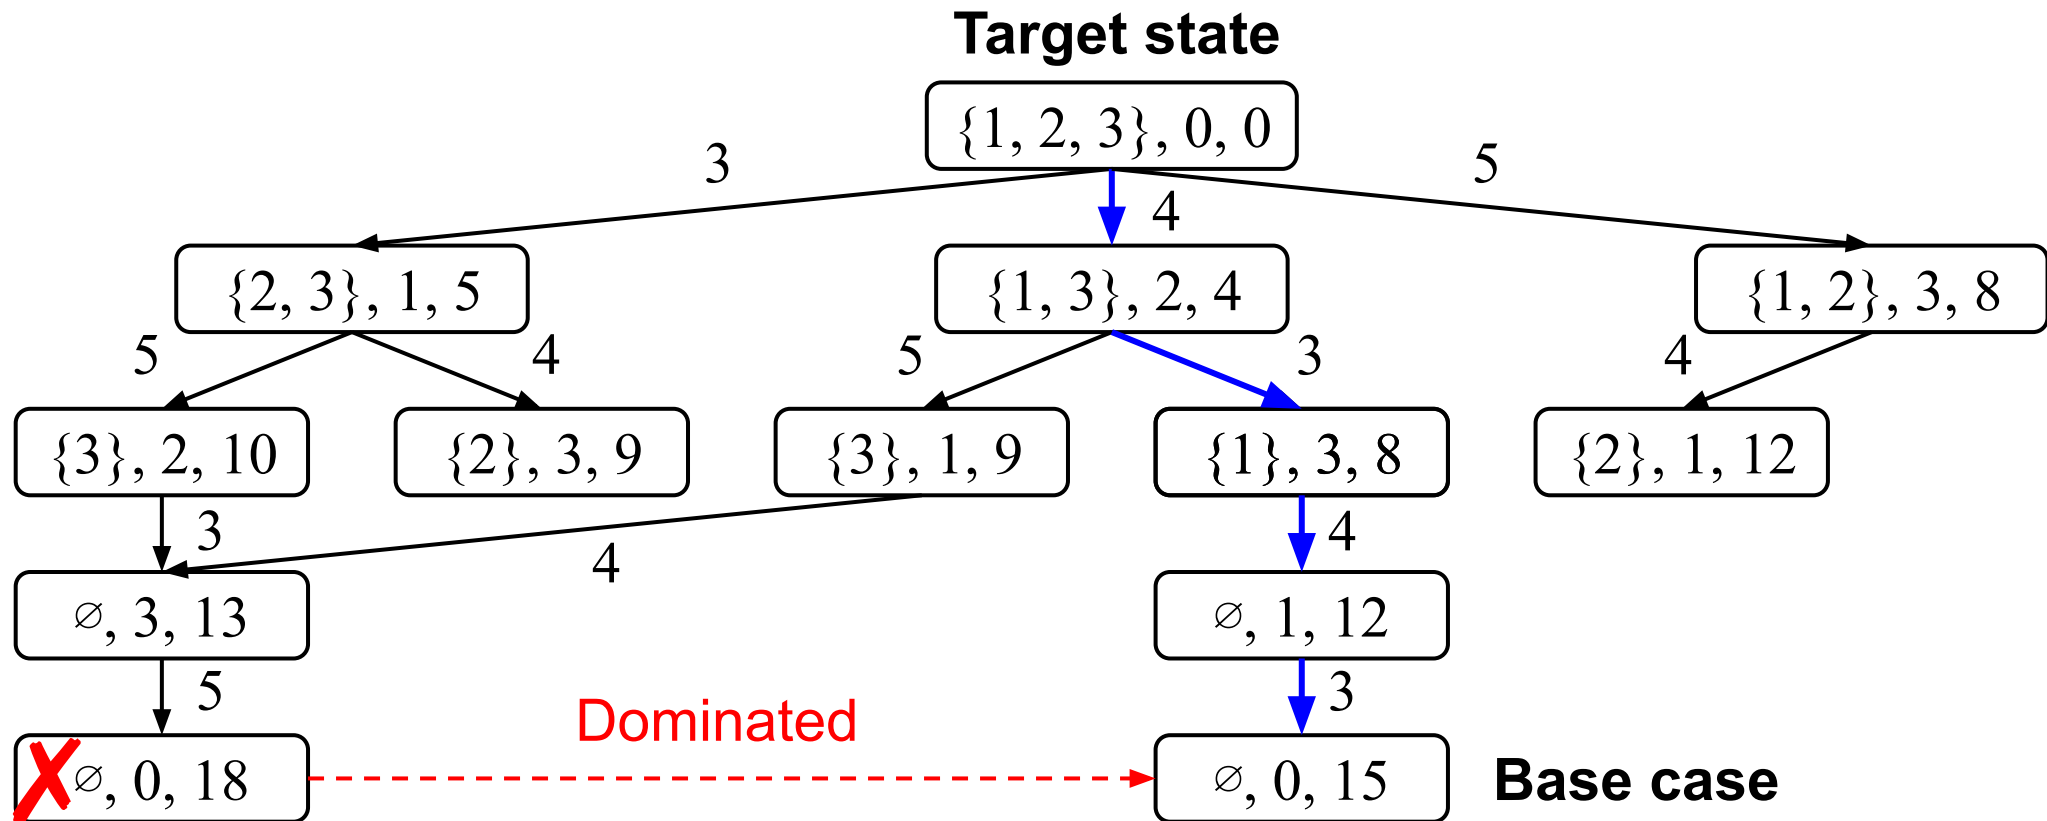 Target state
{1, 2, 3}, 0, 0
3
4
5
{2, 3}, 1, 5
{1, 3}, 2, 4
{1, 2}, 3, 8
5
4
5
3
4
{3}, 2, 10
{2}, 3, 9
{3}, 1, 9
{1}, 3, 8
{2}, 1, 12
3
4
4
∅, 3, 13
∅, 1, 12
5
3
Dominated
∅, 0, 18
∅, 0, 15
Base case